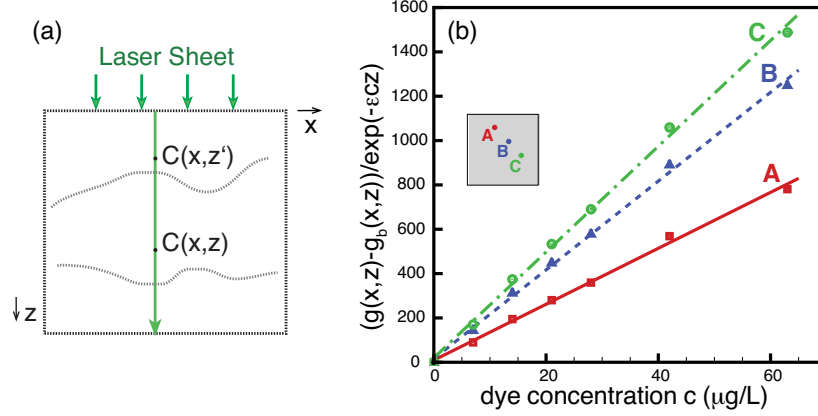 (a)
Laser Sheet
x
C(x,z‘)
C(x,z)
z
(b)
(g(x,z)-g_b(x,z))/exp(-εcz)
1600
1400
1200
1000
800
600
400
200
0
0
20
40
60
dye concentration c (μg/L)
A
B
C
C
B
A